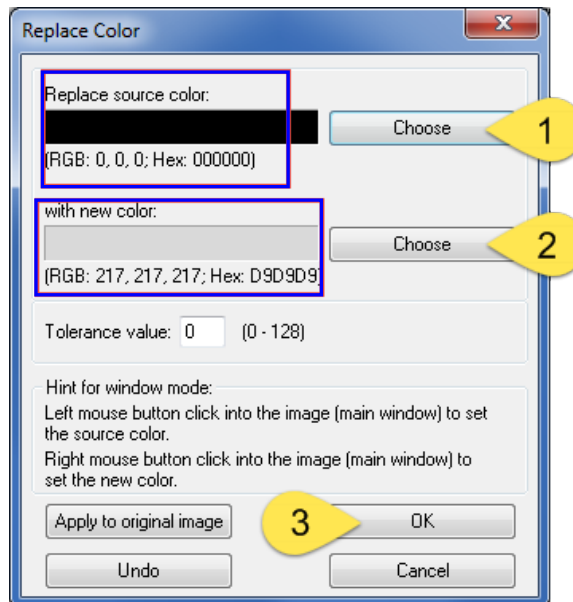 Replace Color
Replace source color:
Choose
1
(RGB: 0, 0, 0; Hex: 000000)
with new color:
Choose
2
(RGB: 217, 217, 217; Hex: D9D9D9)
Tolerance value: 0 (0 - 128)
Hint for window mode:
Left mouse button click into the image (main window) to set
the source color.
Right mouse button click into the image (main window) to
set the new color.
Apply to original image
3
OK
Undo
Cancel